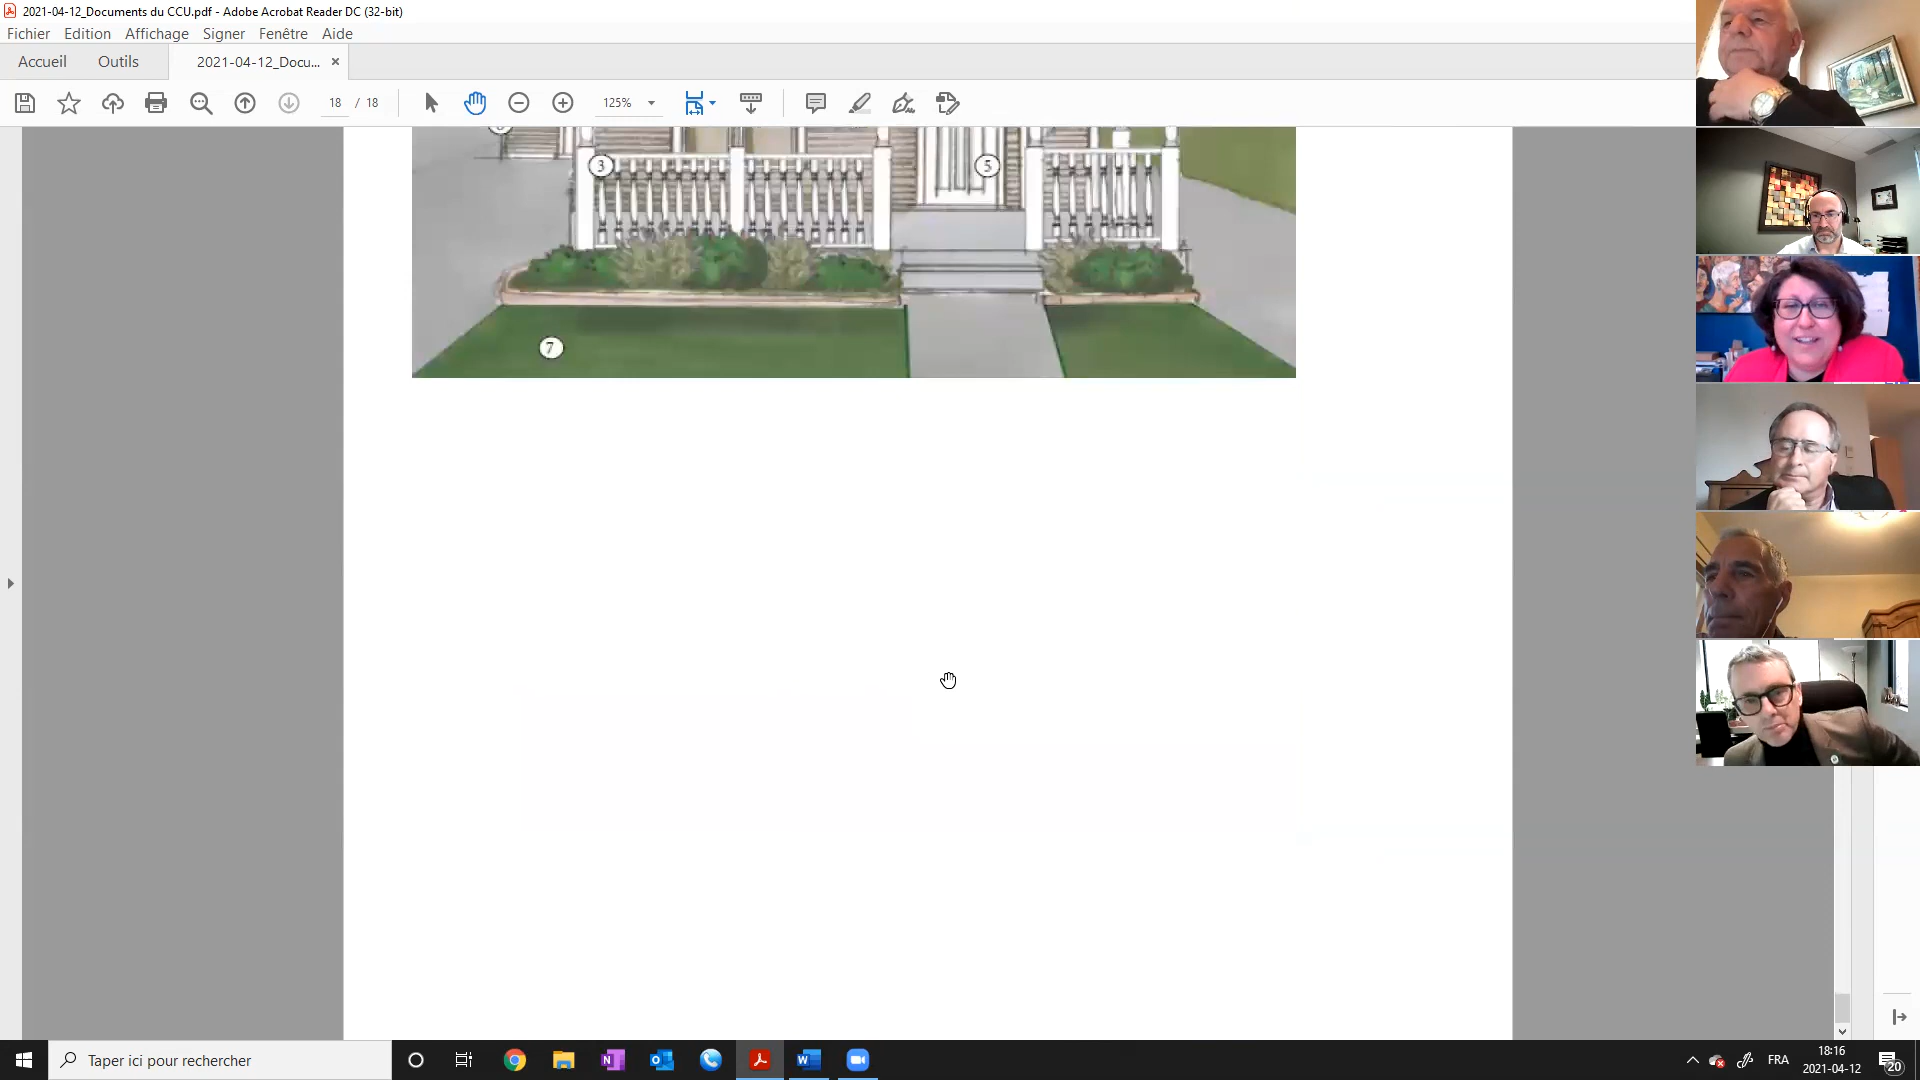 2021-04-12_Documents du CCU.pdf - Adobe Acrobat Reader DC (32-bit)
Fichier Edition Affichage Signer Fenêtre Aide
Accueil Outils 2021-04-12_Docu... ×
18 / 18 125%
3
5
7
Taper ici pour rechercher
FRA
18:16
2021-04-12
20